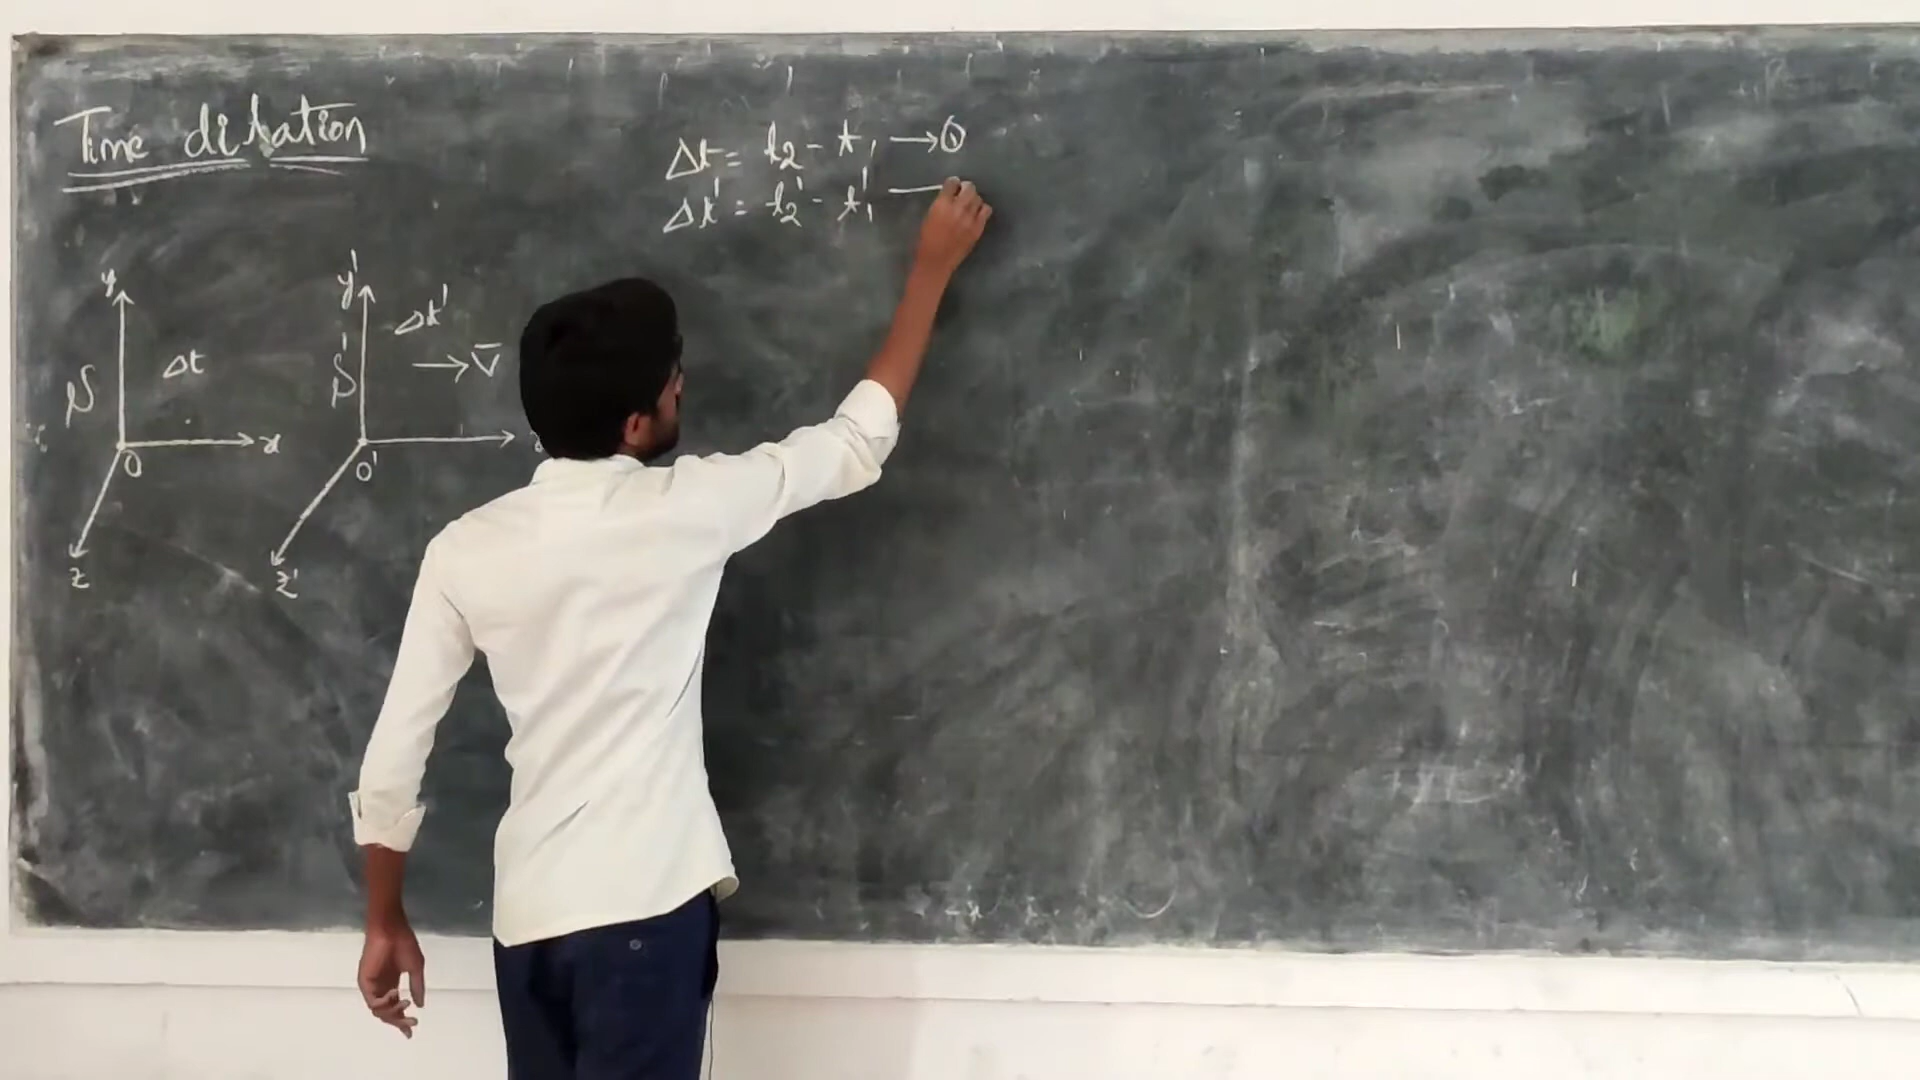 Time dilation
Δt = t₂ - t₁ → ①
Δt' = t₂' - t₁'
y
y'
Δt'
S
Δt
S'
→ V̅
x
O
O'
z
z'